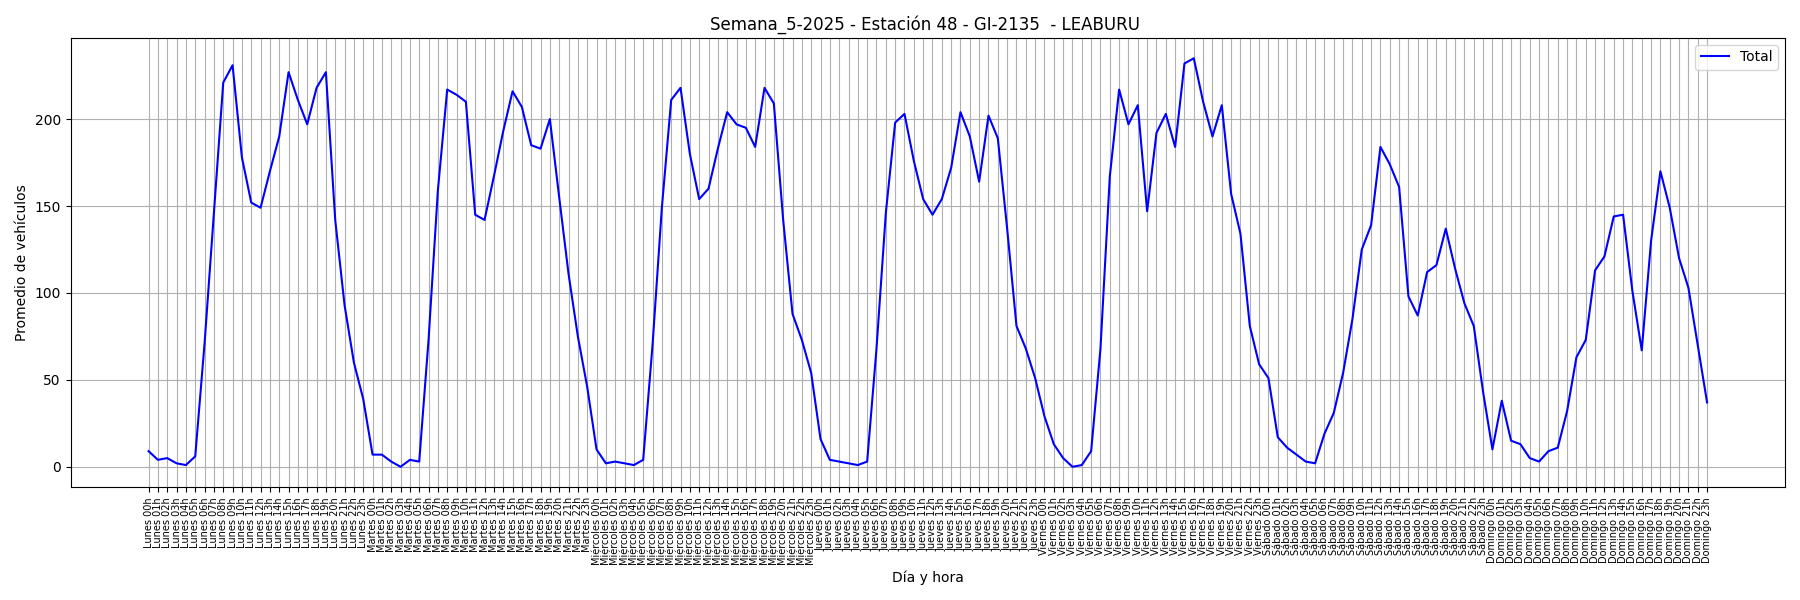 Semana_5-2025 - Estación 48 - GI-2135  - LEABURU
Total
Promedio de vehículos
200
150
100
50
0
Lunes 00h
Lunes 01h
Lunes 02h
Lunes 03h
Lunes 04h
Lunes 05h
Lunes 06h
Lunes 07h
Lunes 08h
Lunes 09h
Lunes 10h
Lunes 11h
Lunes 12h
Lunes 13h
Lunes 14h
Lunes 15h
Lunes 16h
Lunes 17h
Lunes 18h
Lunes 19h
Lunes 20h
Lunes 21h
Lunes 22h
Lunes 23h
Martes 00h
Martes 01h
Martes 02h
Martes 03h
Martes 04h
Martes 05h
Martes 06h
Martes 07h
Martes 08h
Martes 09h
Martes 10h
Martes 11h
Martes 12h
Martes 13h
Martes 14h
Martes 15h
Martes 16h
Martes 17h
Martes 18h
Martes 19h
Martes 20h
Martes 21h
Martes 22h
Martes 23h
Miércoles 00h
Miércoles 01h
Miércoles 02h
Miércoles 03h
Miércoles 04h
Miércoles 05h
Miércoles 06h
Miércoles 07h
Miércoles 08h
Miércoles 09h
Miércoles 10h
Miércoles 11h
Miércoles 12h
Miércoles 13h
Miércoles 14h
Miércoles 15h
Miércoles 16h
Miércoles 17h
Miércoles 18h
Miércoles 19h
Miércoles 20h
Miércoles 21h
Miércoles 22h
Miércoles 23h
Jueves 00h
Jueves 01h
Jueves 02h
Jueves 03h
Jueves 04h
Jueves 05h
Jueves 06h
Jueves 07h
Jueves 08h
Jueves 09h
Jueves 10h
Jueves 11h
Jueves 12h
Jueves 13h
Jueves 14h
Jueves 15h
Jueves 16h
Jueves 17h
Jueves 18h
Jueves 19h
Jueves 20h
Jueves 21h
Jueves 22h
Jueves 23h
Viernes 00h
Viernes 01h
Viernes 02h
Viernes 03h
Viernes 04h
Viernes 05h
Viernes 06h
Viernes 07h
Viernes 08h
Viernes 09h
Viernes 10h
Viernes 11h
Viernes 12h
Viernes 13h
Viernes 14h
Viernes 15h
Viernes 16h
Viernes 17h
Viernes 18h
Viernes 19h
Viernes 20h
Viernes 21h
Viernes 22h
Viernes 23h
Sábado 00h
Sábado 01h
Sábado 02h
Sábado 03h
Sábado 04h
Sábado 05h
Sábado 06h
Sábado 07h
Sábado 08h
Sábado 09h
Sábado 10h
Sábado 11h
Sábado 12h
Sábado 13h
Sábado 14h
Sábado 15h
Sábado 16h
Sábado 17h
Sábado 18h
Sábado 19h
Sábado 20h
Sábado 21h
Sábado 22h
Sábado 23h
Domingo 00h
Domingo 01h
Domingo 02h
Domingo 03h
Domingo 04h
Domingo 05h
Domingo 06h
Domingo 07h
Domingo 08h
Domingo 09h
Domingo 10h
Domingo 11h
Domingo 12h
Domingo 13h
Domingo 14h
Domingo 15h
Domingo 16h
Domingo 17h
Domingo 18h
Domingo 19h
Domingo 20h
Domingo 21h
Domingo 22h
Domingo 23h
Día y hora